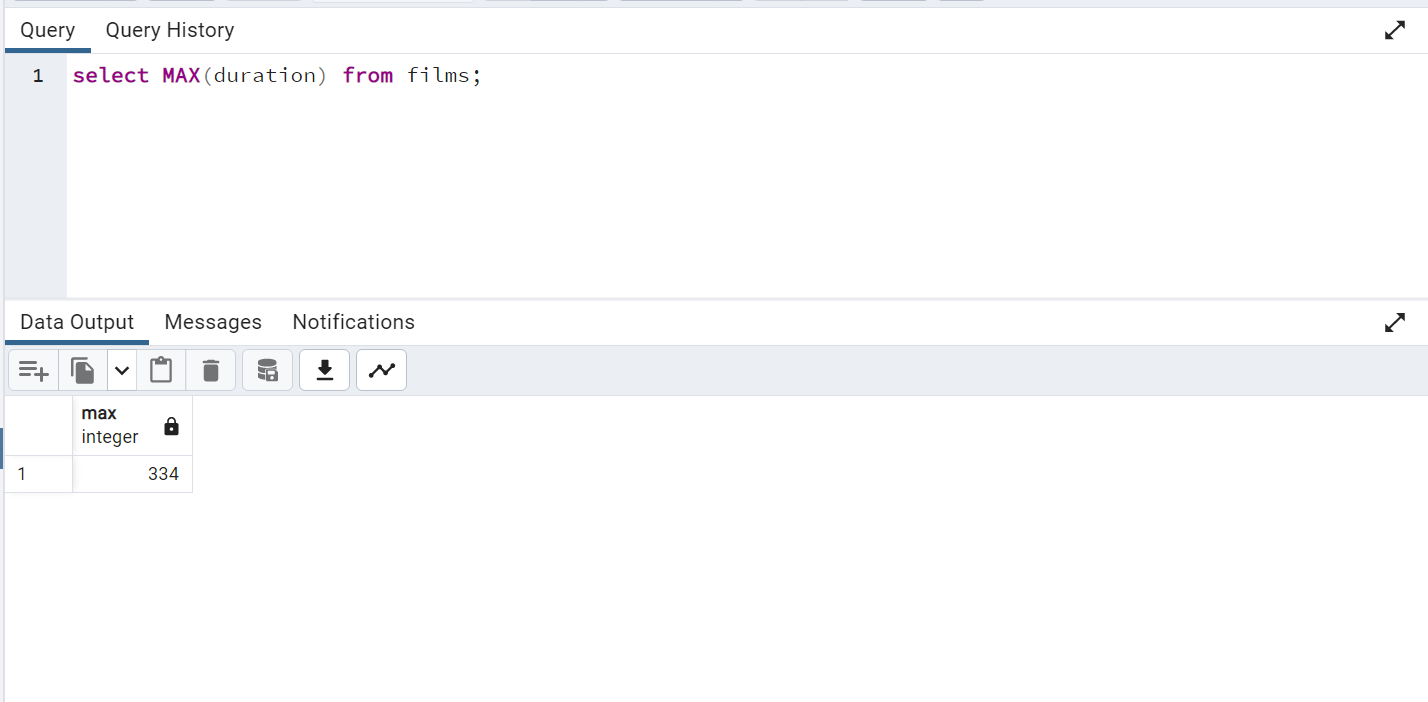 Query Query History
1 select MAX(duration) from films;
Data Output Messages Notifications
max
integer
1 334